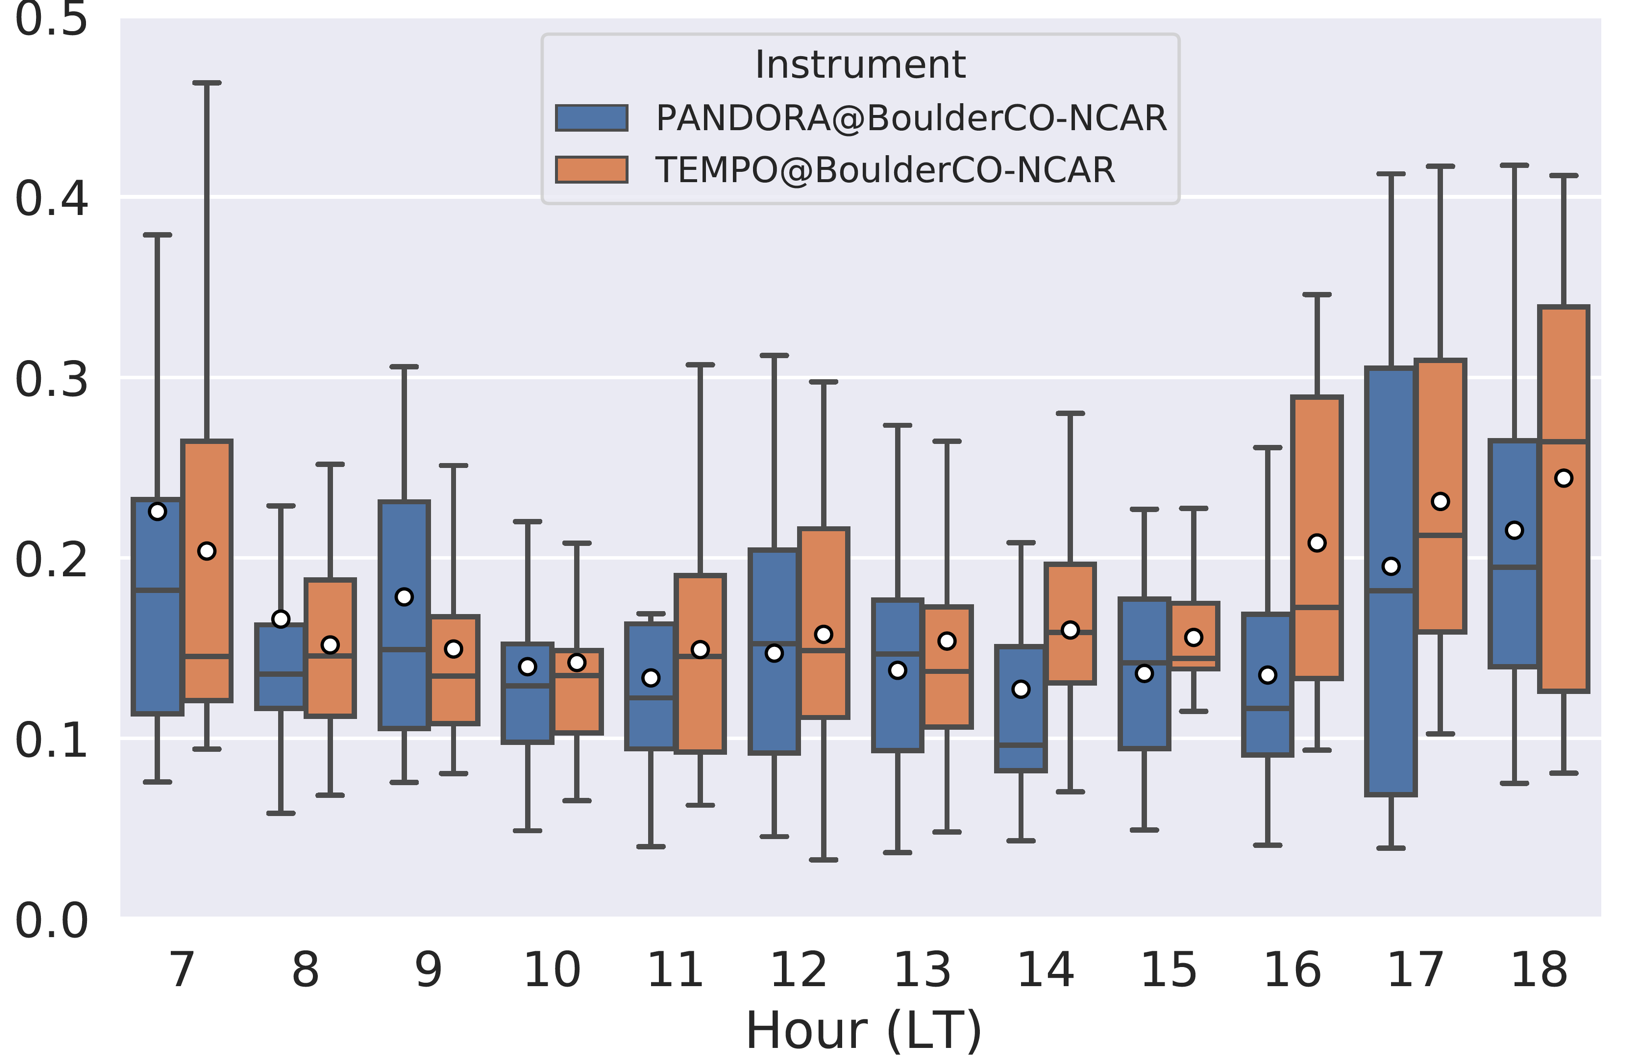 0.5
Instrument
PANDORA@BoulderCO-NCAR
TEMPO@BoulderCO-NCAR
0.4
0.3
0.2
0.1
0.0
7 8 9 10 11 12 13 14 15 16 17 18
Hour (LT)